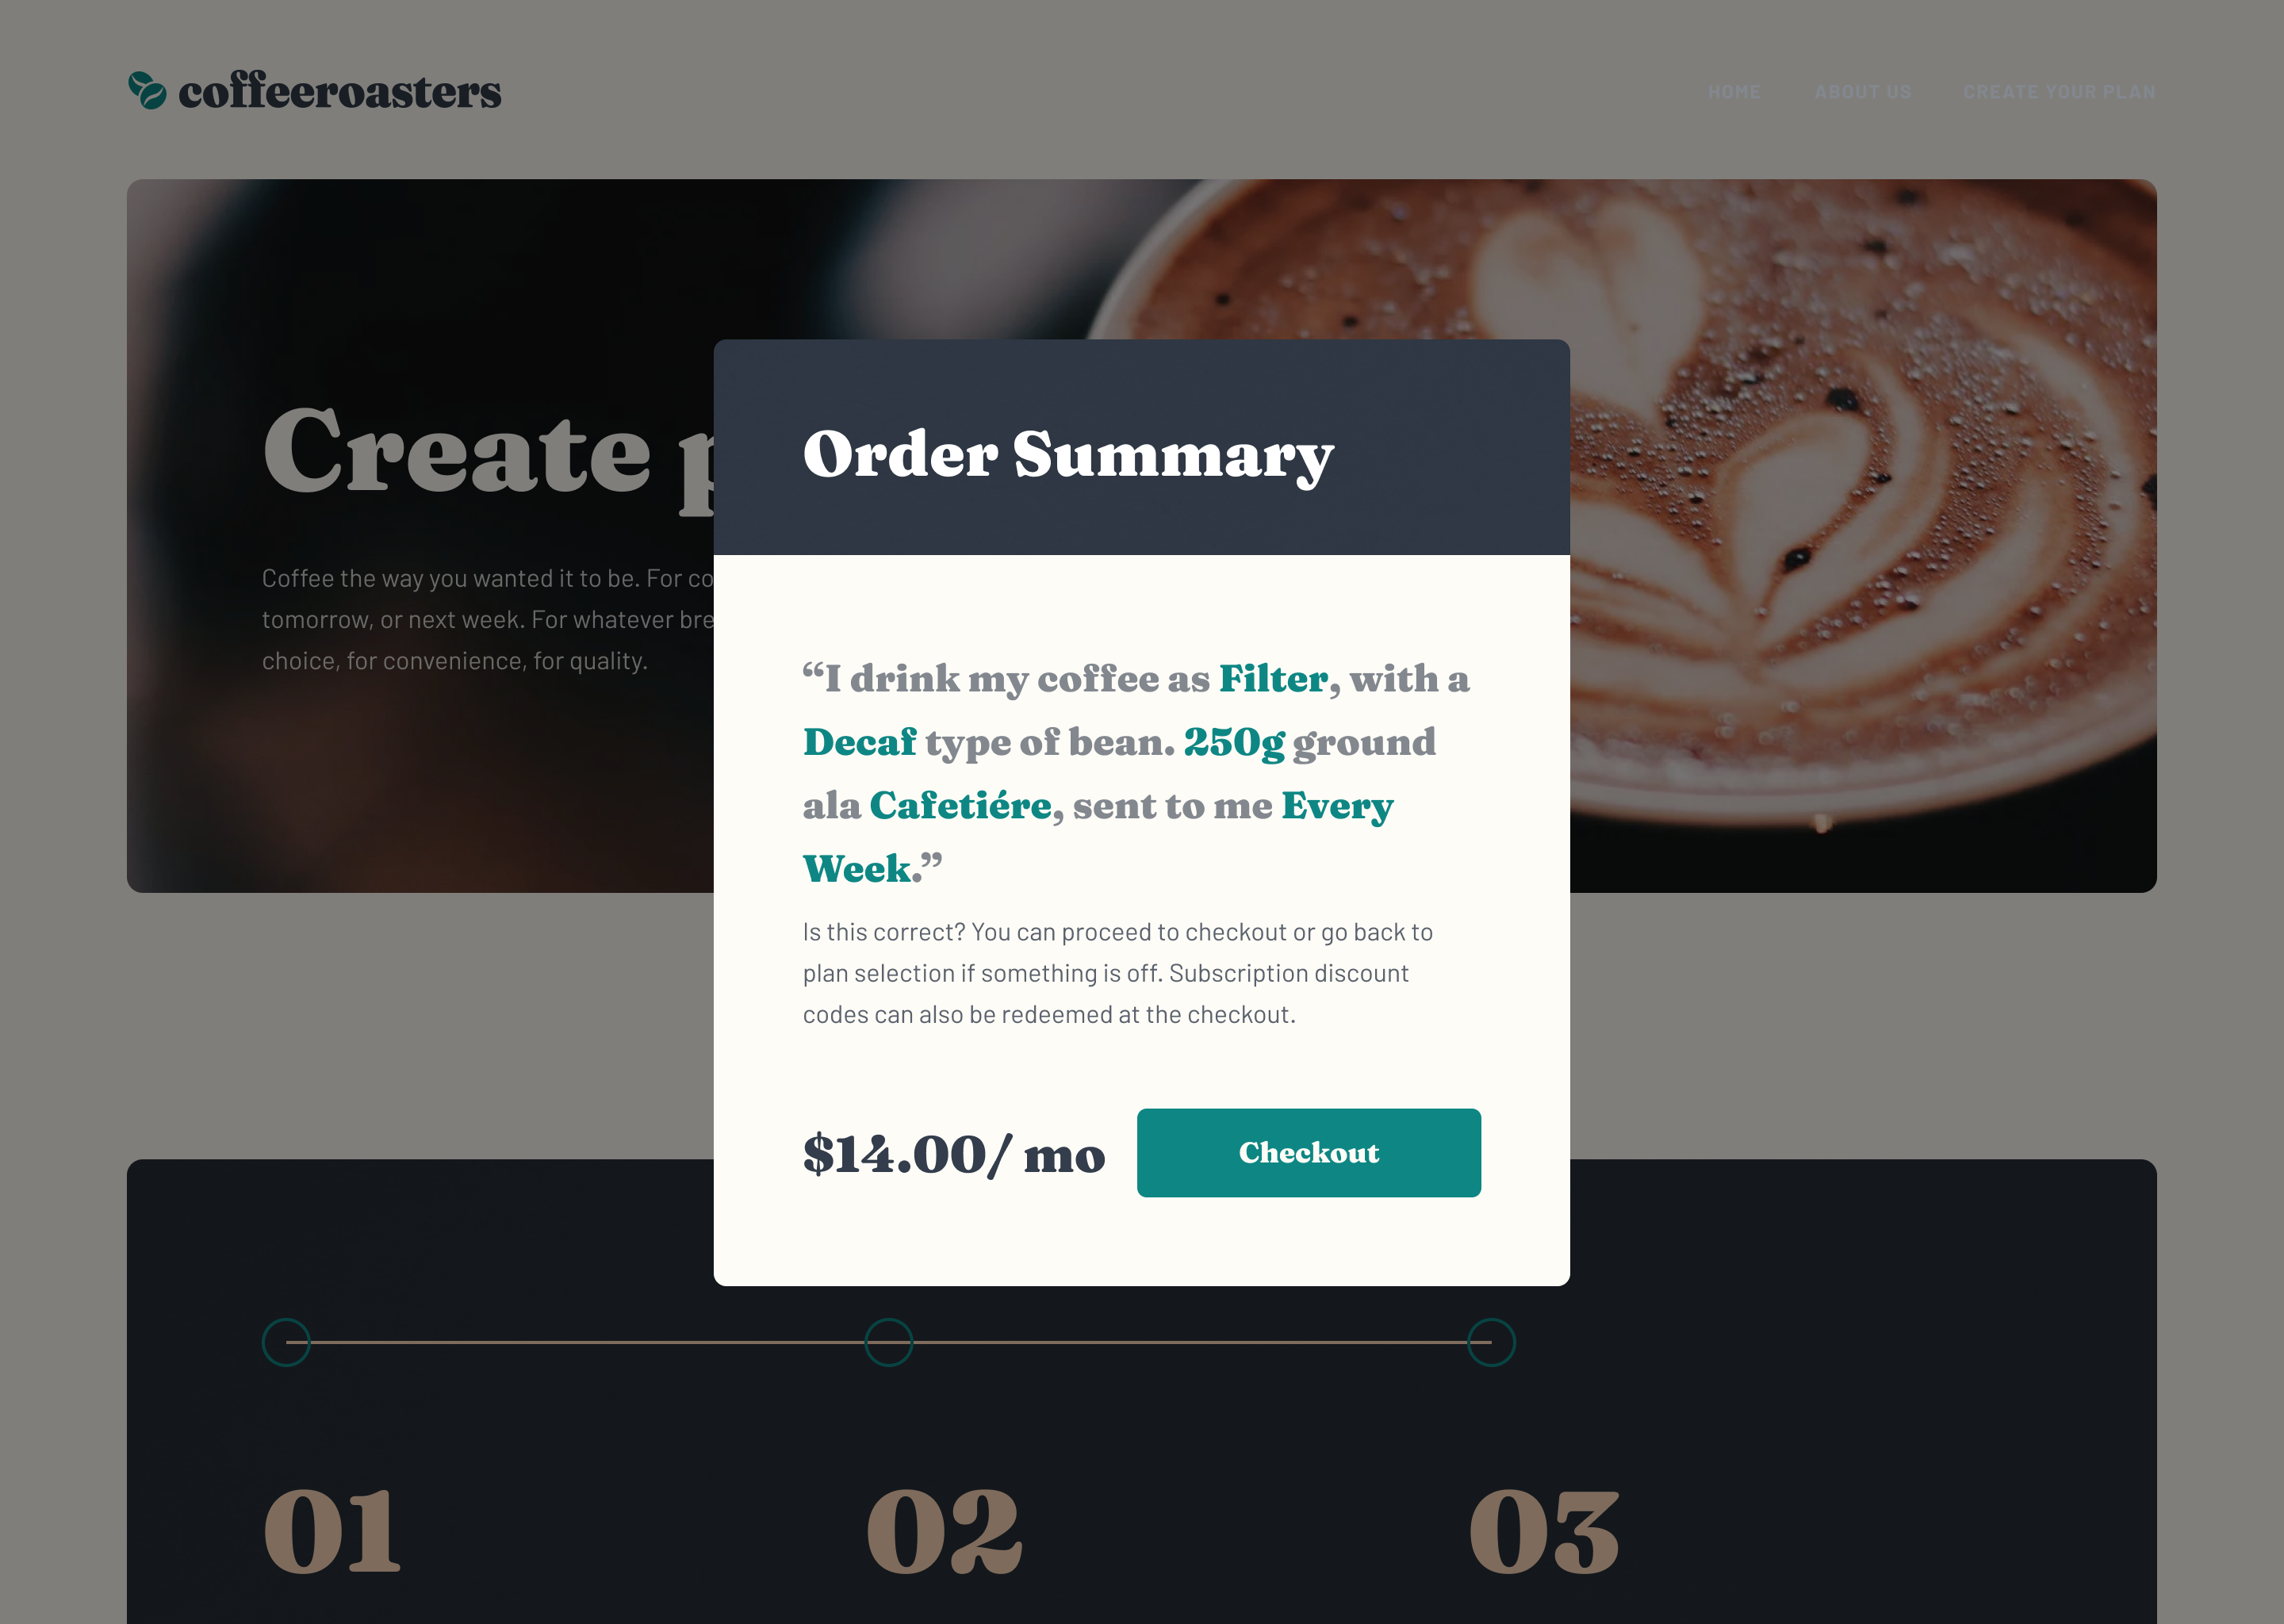 coffeeroasters
HOME ABOUT US CREATE YOUR PLAN
Create p
Coffee the way you wanted it to be. For co
tomorrow, or next week. For whatever bre
choice, for convenience, for quality.
Order Summary
“I drink my coffee as Filter, with a
Decaf type of bean. 250g ground
ala Cafetiére, sent to me Every
Week.”
Is this correct? You can proceed to checkout or go back to
plan selection if something is off. Subscription discount
codes can also be redeemed at the checkout.
$14.00/ mo
Checkout
01
02
03